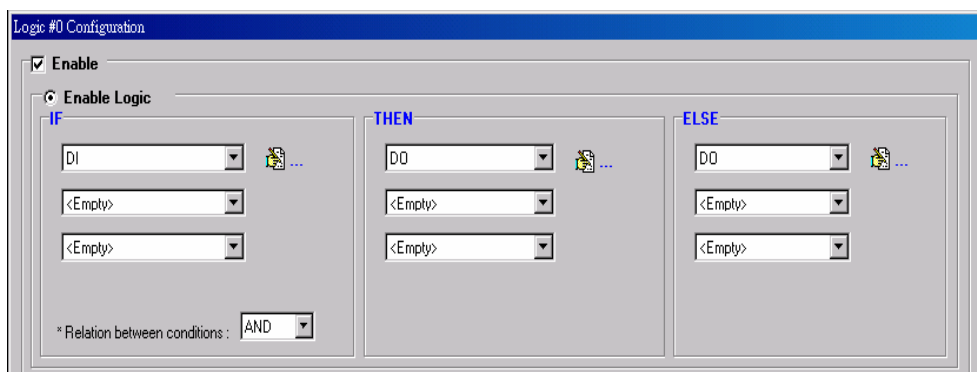 Logic #0 Configuration
Enable
Enable Logic
IF THEN ELSE
DI ... DO ... DO ...
<Empty> <Empty> <Empty>
<Empty> <Empty> <Empty>
* Relation between conditions : AND